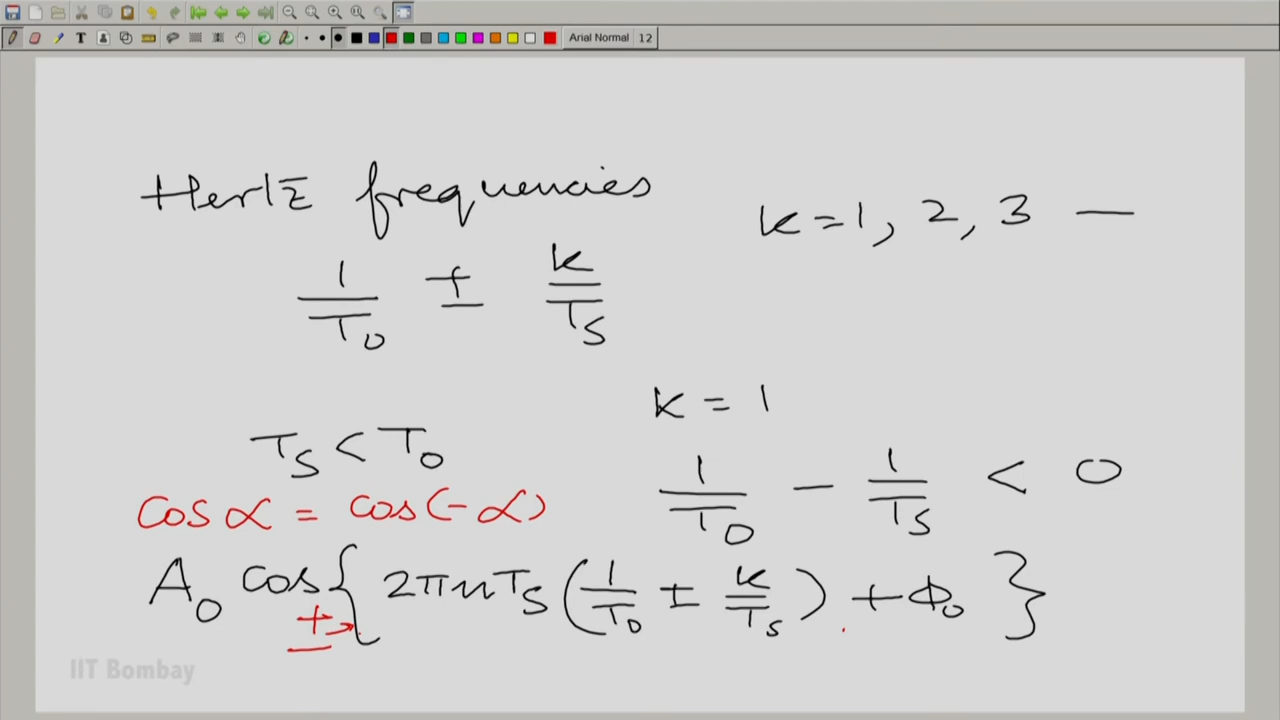 Arial Normal 12
Hertz frequencies
k = 1, 2, 3 —
1/T₀ ± k/Tₛ
k = 1
Tₛ < T₀
1/T₀ − 1/Tₛ < 0
cos α = cos(−α)
A₀ cos{2πnTₛ(1/T₀ ± k/Tₛ) + Φ₀}
±
IIT Bombay